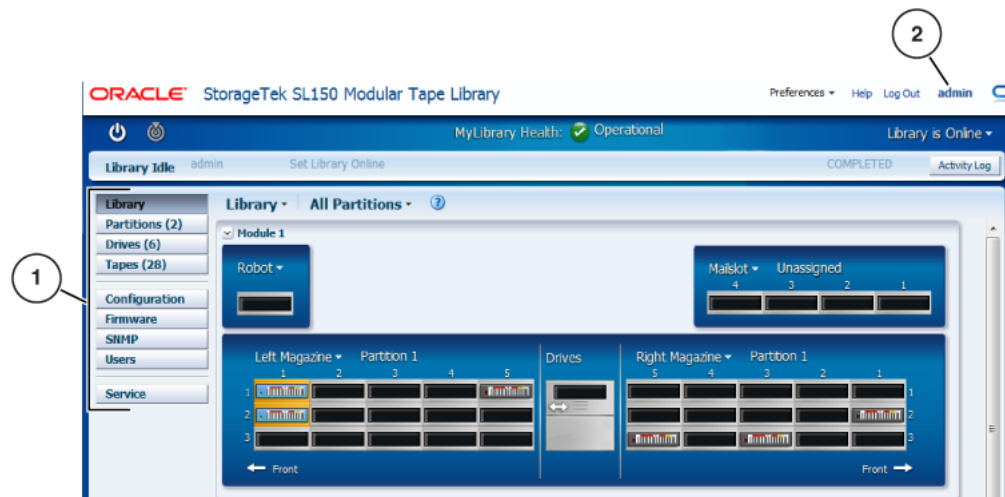 2
ORACLE StorageTek SL150 Modular Tape Library Preferences Help Log Out admin
MyLibrary Health: Operational Library is Online
Library Idle admin Set Library Online COMPLETED Activity Log
Library Library All Partitions ?
Partitions (2) Module 1
Drives (6)
Tapes (28) Robot Mailslot Unassigned
1 4 3 2 1
Configuration
Firmware
SNMP
Users Left Magazine Partition 1 Drives Right Magazine Partition 1
1 2 3 4 5 5 4 3 2 1
Service 1 1
2 2
3 3
Front Front